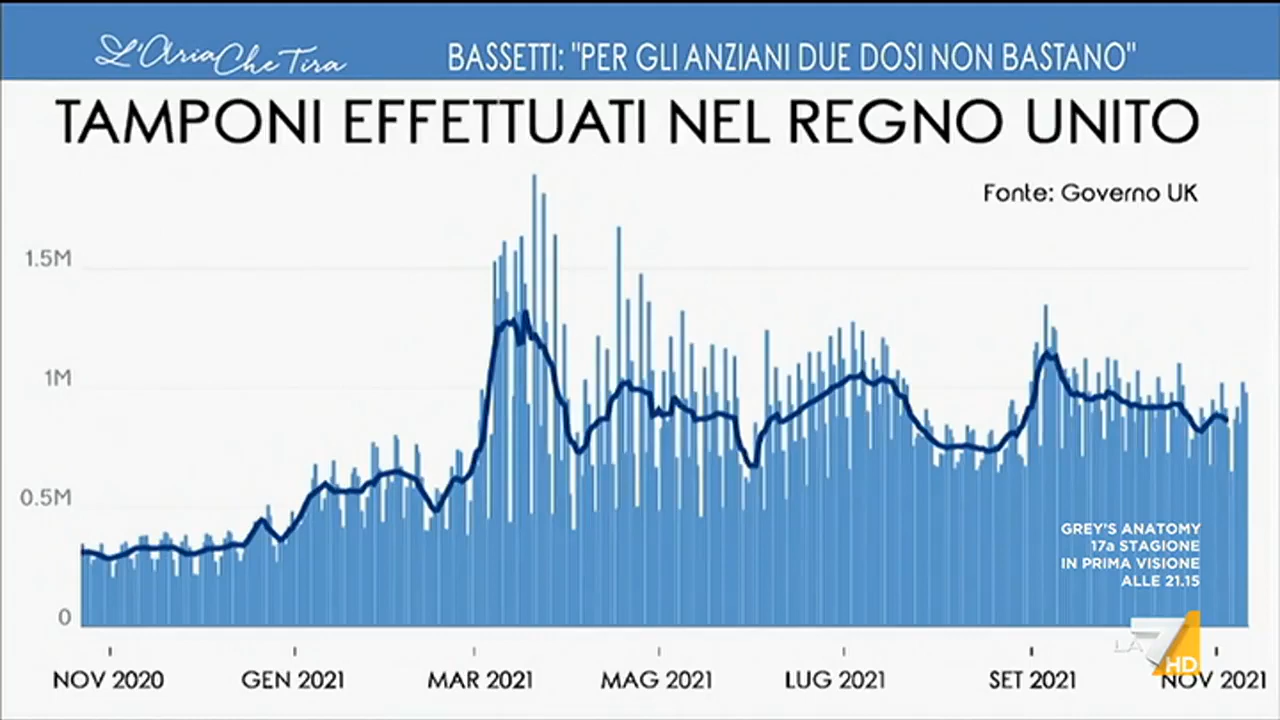 L'Aria Che Tira
BASSETTI: "PER GLI ANZIANI DUE DOSI NON BASTANO"
TAMPONI EFFETTUATI NEL REGNO UNITO
Fonte: Governo UK
1.5M
1M
0.5M
0
GREY'S ANATOMY
17a STAGIONE
IN PRIMA VISIONE
ALLE 21.15
LA 7 HD
NOV 2020 GEN 2021 MAR 2021 MAG 2021 LUG 2021 SET 2021 NOV 2021